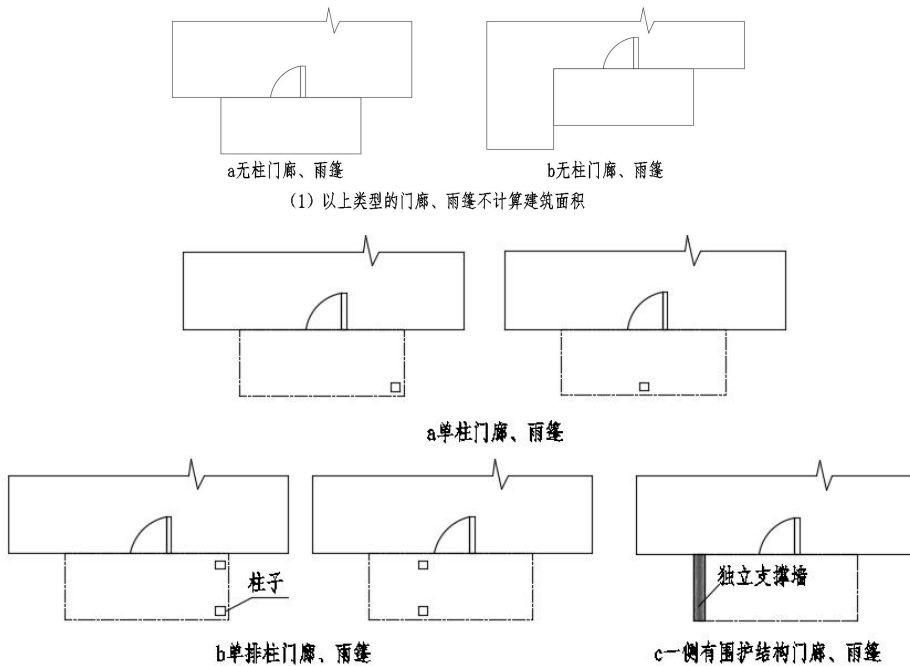 a无柱门廊、雨篷
b无柱门廊、雨篷
(1) 以上类型的门廊、雨篷不计算建筑面积
a单柱门廊、雨篷
柱子
独立支撑墙
b单排柱门廊、雨篷
c一侧有围护结构门廊、雨篷